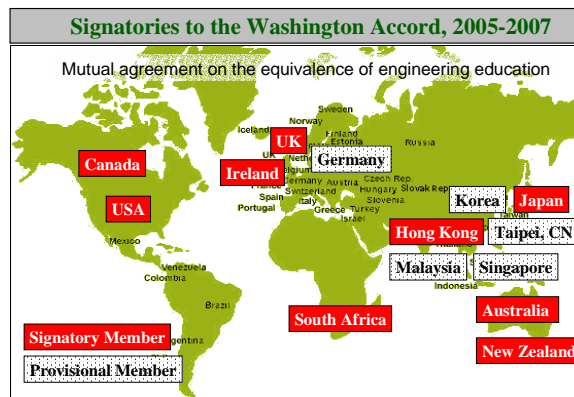 Signatories to the Washington Accord, 2005-2007
Mutual agreement on the equivalence of engineering education
Sweden
Norway
Iceland
Finland
Estonia
Russia
UK
UK
Germany
Canada
Ireland
Germany
Czech Rep.
Austria
Switzerland
Hungary
Slovak Rep
Slovenia
Spain
Italy
Portugal
Greece
Turkey
Israel
USA
Korea
Japan
Mexico
Hong Kong
Taipei, CN
Malaysia
Singapore
Indonesia
Venezuela
Colombia
Brazil
South Africa
Australia
New Zealand
Signatory Member
Provisional Member